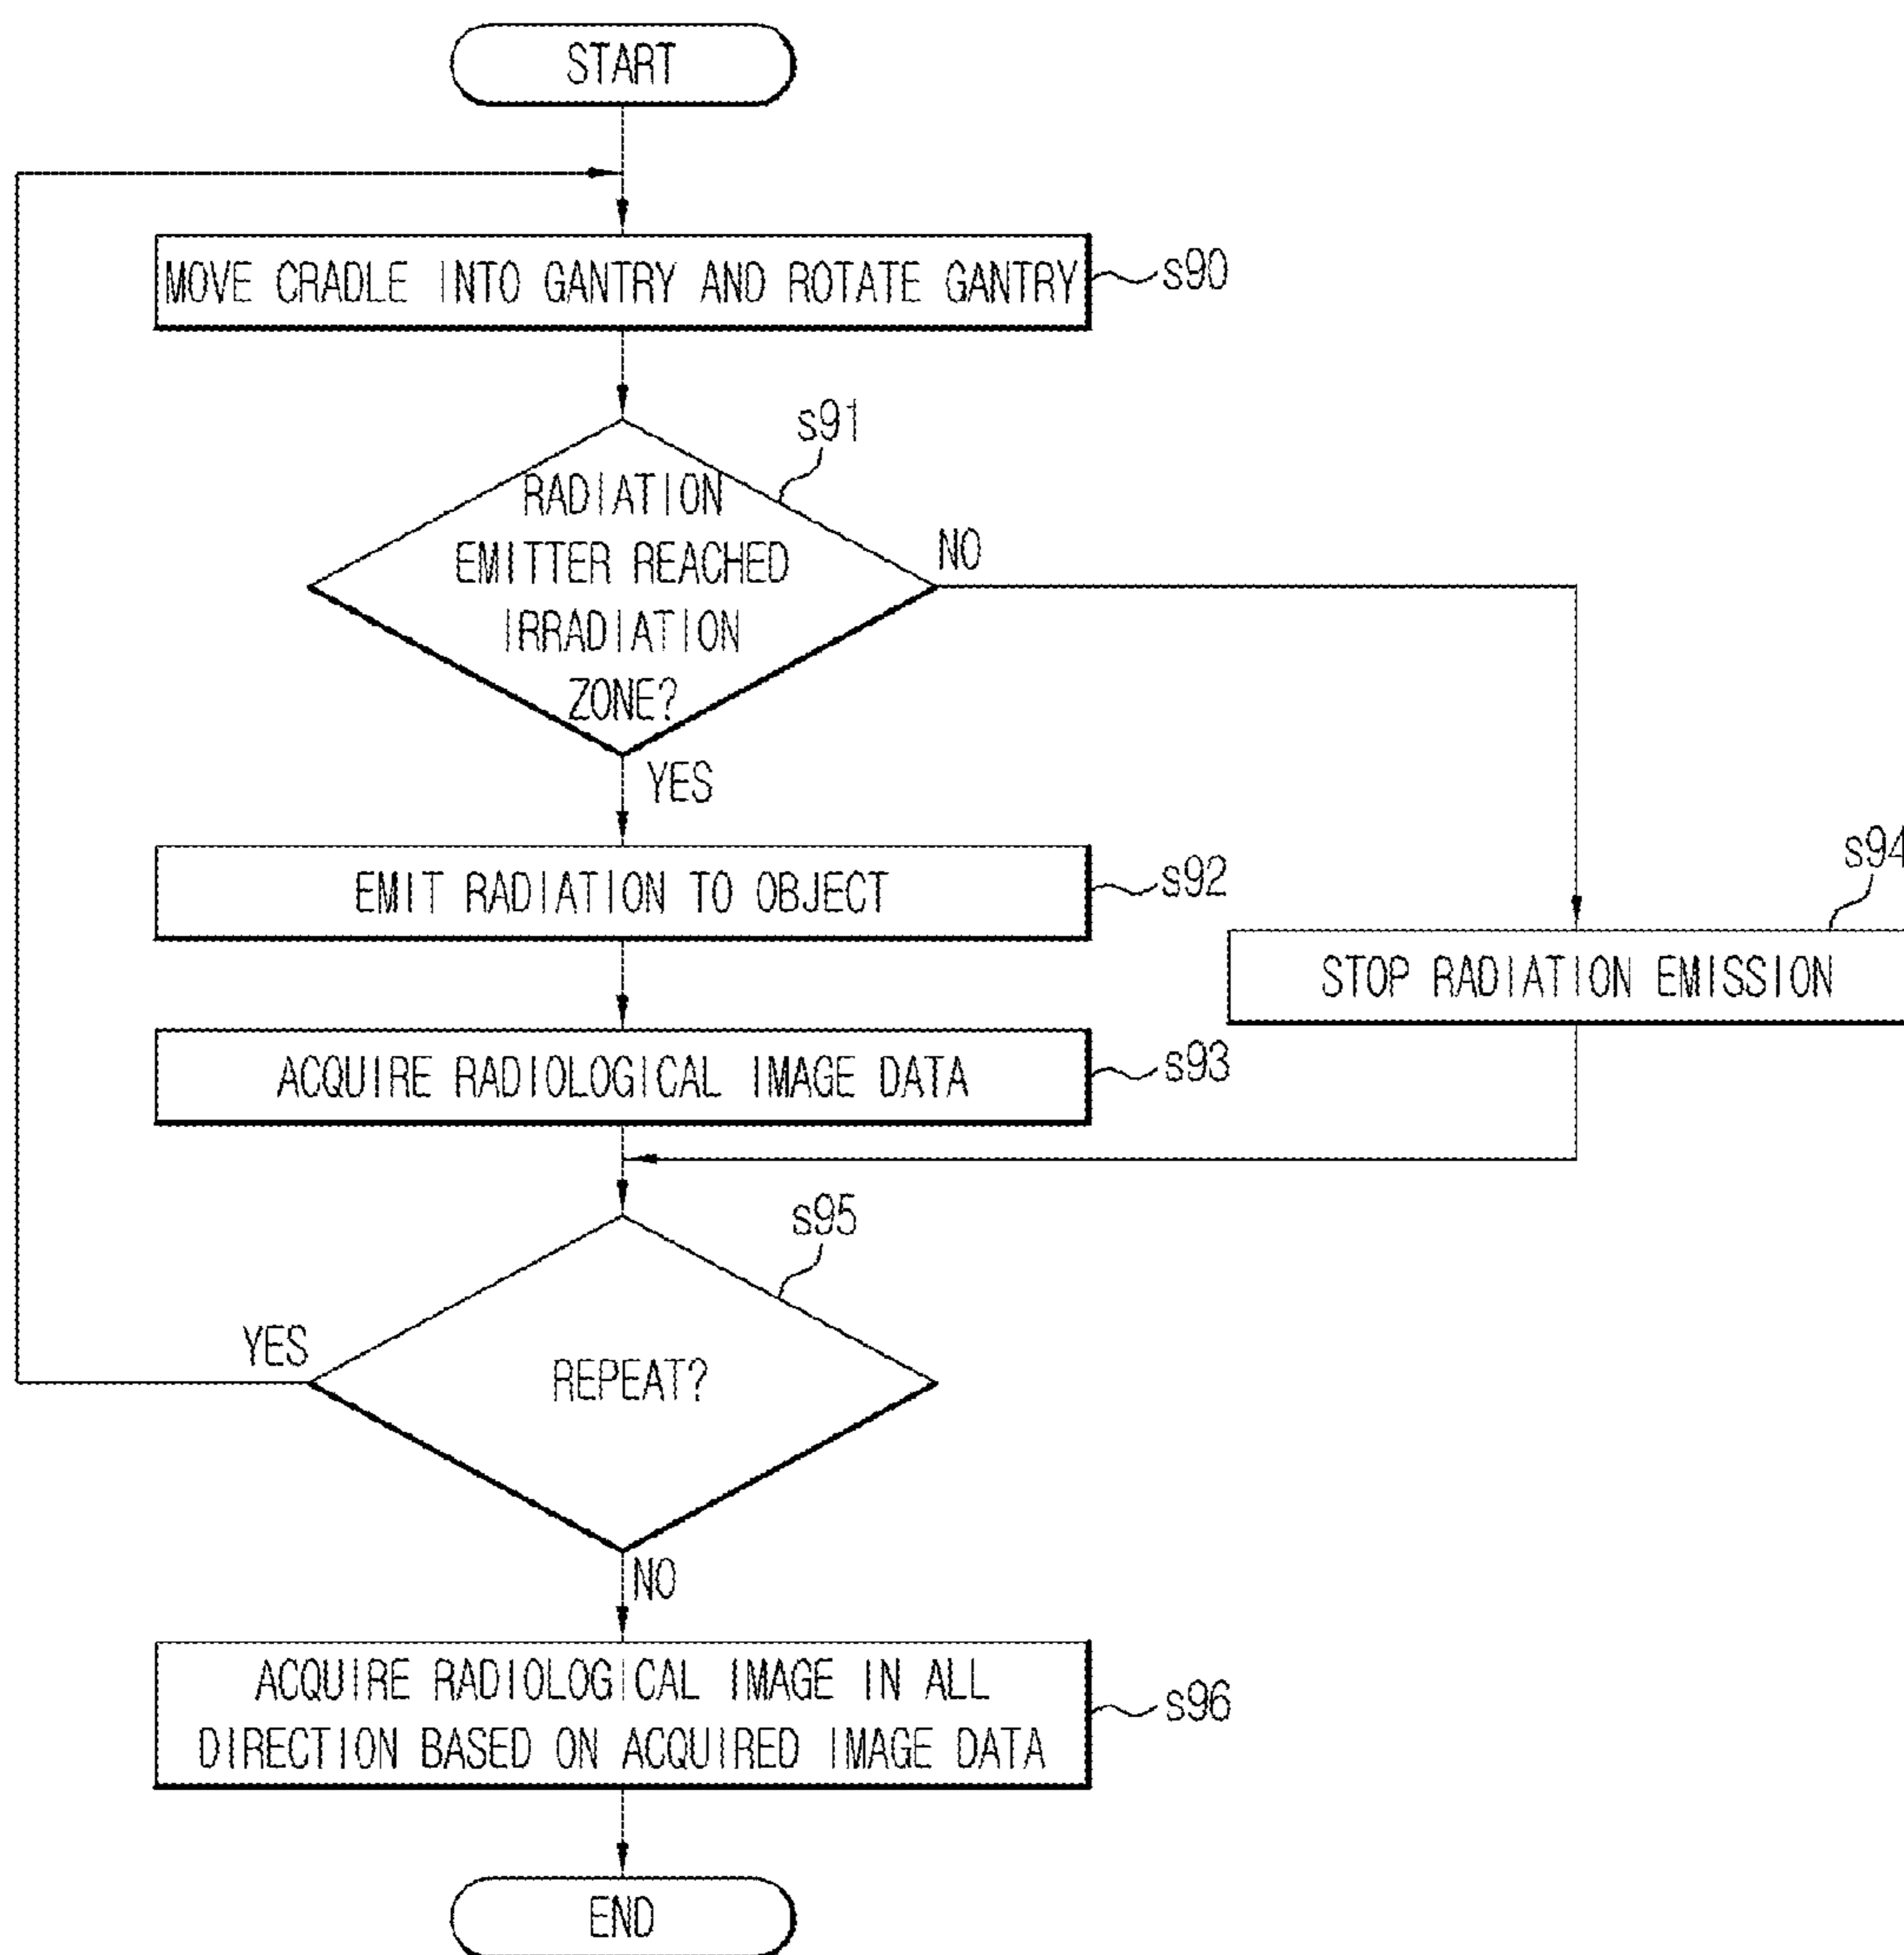 START
MOVE CRADLE INTO GANTRY AND ROTATE GANTRY
s90
s91
RADIATION
EMITTER REACHED
IRRADIATION
ZONE?
NO
YES
EMIT RADIATION TO OBJECT
s92
s94
STOP RADIATION EMISSION
ACQUIRE RADIOLOGICAL IMAGE DATA
s93
s95
YES
REPEAT?
NO
ACQUIRE RADIOLOGICAL IMAGE IN ALL
DIRECTION BASED ON ACQUIRED IMAGE DATA
s96
END